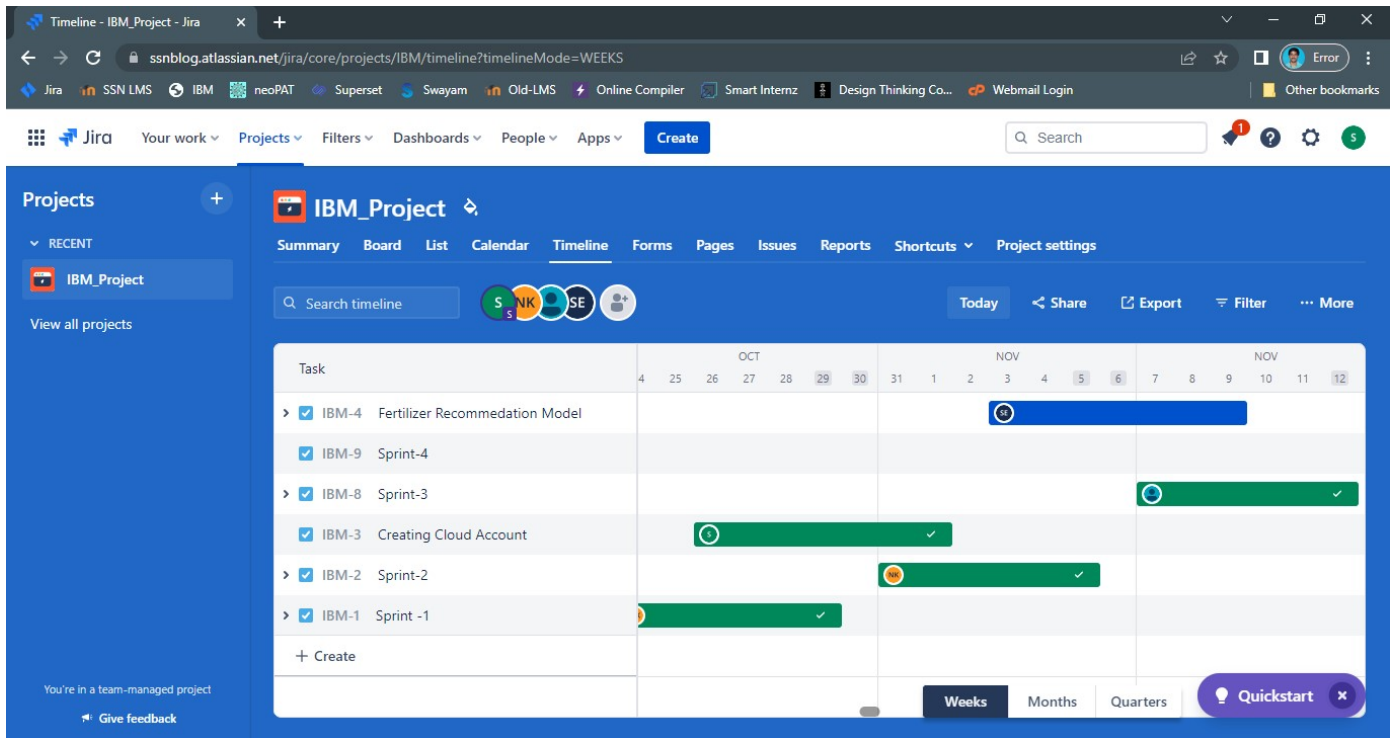 Timeline - IBM_Project - Jira
ssnblog.atlassian.net/jira/core/projects/IBM/timeline?timelineMode=WEEKS
Error
Jira SSN LMS IBM neoPAT Superset Swayam Old-LMS Online Compiler Smart Internz Design Thinking Co... Webmail Login Other bookmarks
Jira Your work Projects Filters Dashboards People Apps Create Search 1 S
Projects
RECENT
IBM_Project
View all projects
IBM_Project
Summary Board List Calendar Timeline Forms Pages Issues Reports Shortcuts Project settings
Search timeline S S NK SE Today Share Export Filter More
Task
OCT NOV NOV
4 25 26 27 28 29 30 31 1 2 3 4 5 6 7 8 9 10 11 12
IBM-4 Fertilizer Recommedation Model SE
IBM-9 Sprint-4
IBM-8 Sprint-3
IBM-3 Creating Cloud Account S
IBM-2 Sprint-2 NK
IBM-1 Sprint -1
+ Create
Weeks Months Quarters
Quickstart
You're in a team-managed project
Give feedback